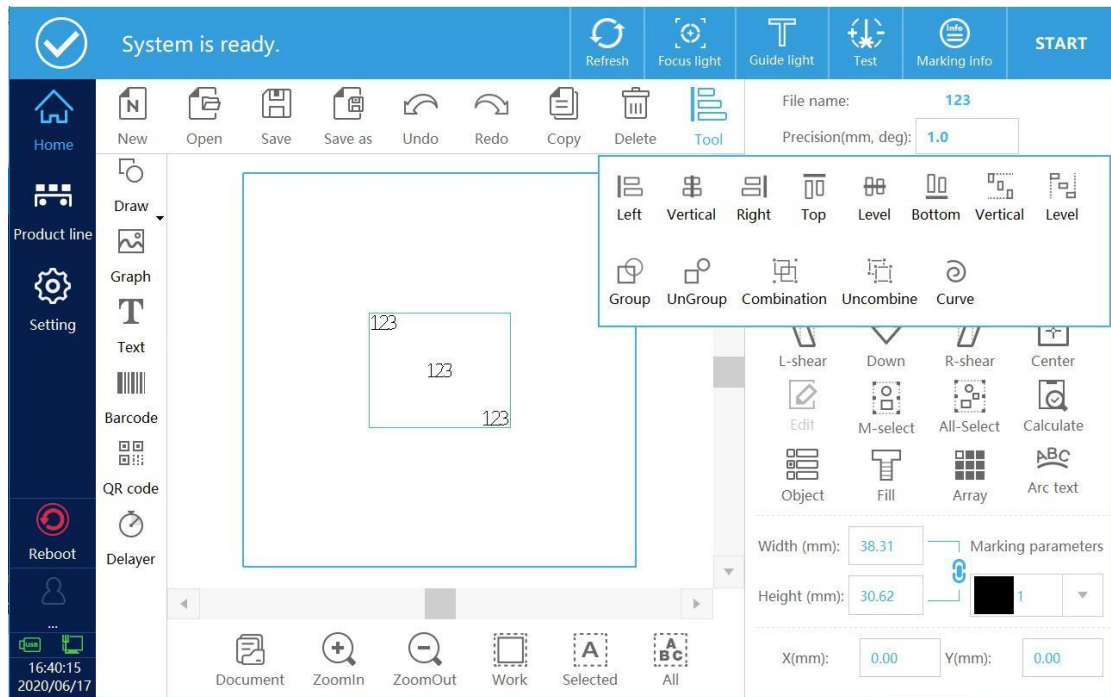 System is ready.
Refresh
Focus light
Guide light
Test
Info
Marking info
START
Home
Product line
Setting
Reboot
...
USB
16:40:15
2020/06/17
N
New
Open
Save
Save as
Undo
Redo
Copy
Delete
Tool
File name: 123
Precision(mm, deg): 1.0
Draw
Graph
T
Text
Barcode
QR code
Delayer
123
123
123
Left
Vertical
Right
Top
Level
Bottom
Vertical
Level
Group
UnGroup
Combination
Uncombine
Curve
L-shear
Down
R-shear
Center
Edit
M-select
All-Select
Calculate
Object
Fill
Array
ABC
Arc text
Width (mm): 38.31
Marking parameters
Height (mm): 30.62
1
X(mm): 0.00
Y(mm): 0.00
Document
ZoomIn
ZoomOut
Work
A
Selected
A
B C
All